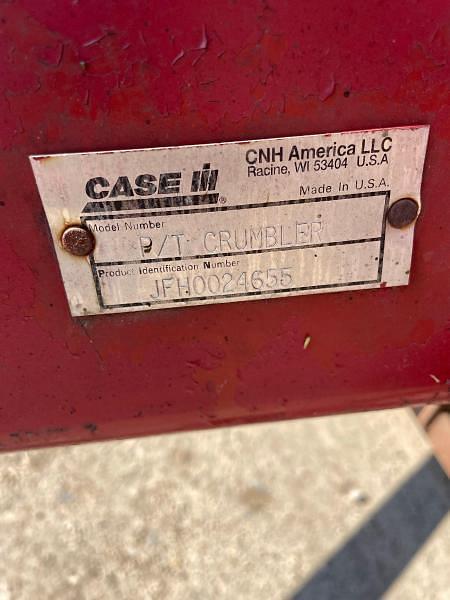 CNH America LLC
Racine, WI 53404 U.S.A
CASE IH
Made In U.S.A.
Model Number
P/T CRUMBLER
Product Identification Number
JFH0024655